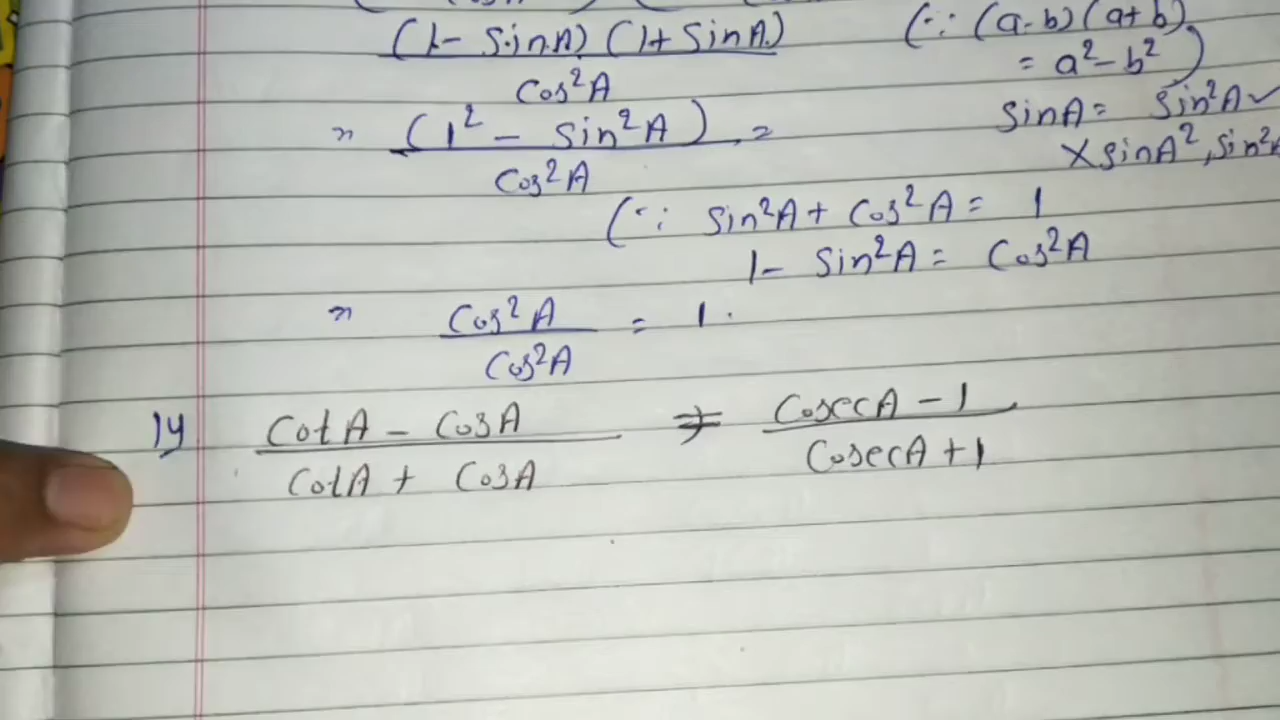 (1 - SinA) (1 + SinA) (∵ (a-b)(a+b)
Cos²A = a² - b² )
" (1² - Sin²A) = SinA = Sin²A ✓
Cos²A × SinA², Sin²
(∵ Sin²A + Cos²A = 1
1 - Sin²A = Cos²A
" Cos²A = 1.
Cos²A
14 CotA - CosA ⇒ CosecA - 1
CotA + CosA CosecA + 1